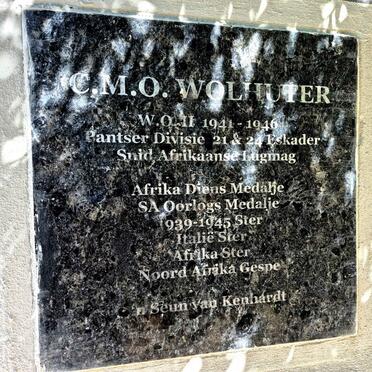 C.M.O. WOLHUTER
W.O. II 1941 - 1946
Pantser Divisie 21 & 24 Eskader
Suid Afrikaanse Lugmag
Afrika Diens Medalje
SA Oorlogs Medalje
939-1945 Ster
Italië Ster
Afrika Ster
Noord Afrika Gespe
'n Seun van Kenhardt